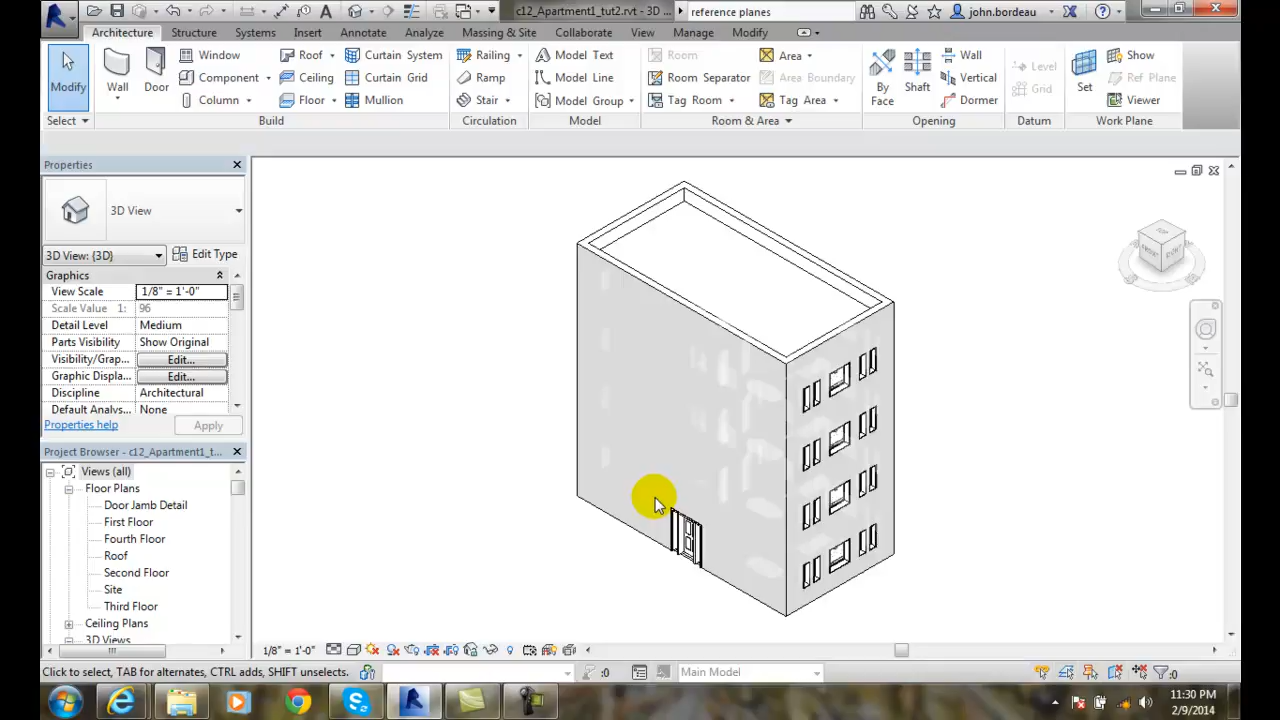 c12_Apartment1_tut2.rvt - 3D ... reference planes john.bordeau
Architecture Structure Systems Insert Annotate Analyze Massing & Site Collaborate View Manage Modify
Modify
Select
Wall
Door
Window
Component
Column
Roof
Ceiling
Floor
Curtain System
Curtain Grid
Mullion
Build
Railing
Ramp
Stair
Circulation
Model Text
Model Line
Model Group
Model
Room
Room Separator
Tag Room
Area
Area Boundary
Tag Area
Room & Area
By Face
Shaft
Wall
Vertical
Dormer
Opening
Level
Grid
Datum
Set
Show
Ref Plane
Viewer
Work Plane
Properties
3D View
3D View: {3D} Edit Type
Graphics
View Scale 1/8" = 1'-0"
Scale Value 1: 96
Detail Level Medium
Parts Visibility Show Original
Visibility/Grap... Edit...
Graphic Displa... Edit...
Discipline Architectural
Default Analys... None
Properties help Apply
Project Browser - c12_Apartment1_t...
Views (all)
Floor Plans
Door Jamb Detail
First Floor
Fourth Floor
Roof
Second Floor
Site
Third Floor
Ceiling Plans
3D Views
TOP
FRONT
RIGHT
1/8" = 1'-0"
Click to select, TAB for alternates, CTRL adds, SHIFT unselects. :0 Main Model :0
11:30 PM
2/9/2014